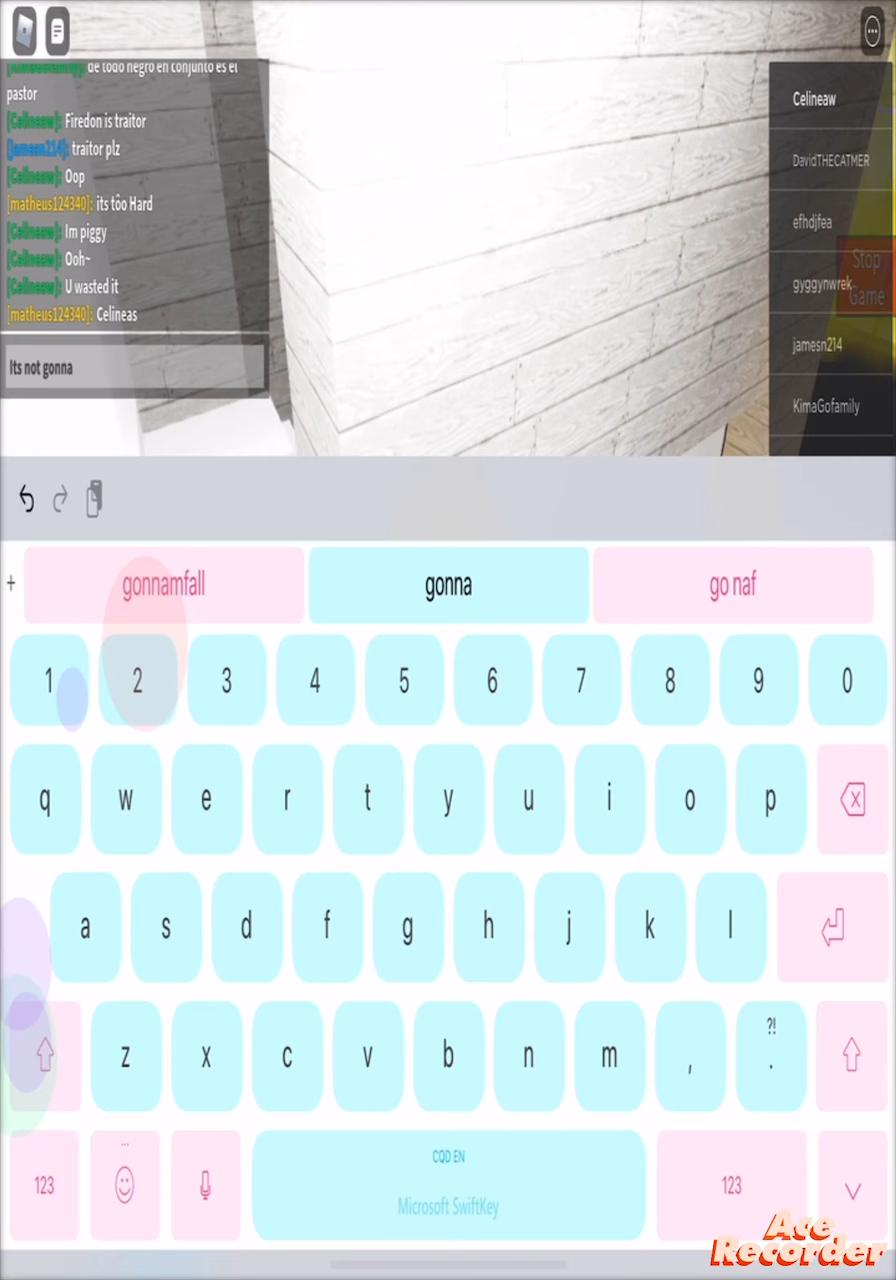 de todo negro en conjunto es el
pastor
[Celineaw]: Firedon is traitor
[jamesn214]: traitor plz
[Celineaw]: Oop
[matheus124340]: its tôo Hard
[Celineaw]: Im piggy
[Celineaw]: Ooh~
[Celineaw]: U wasted it
[matheus124340]: Celineas
Its not gonna
Celineaw
DavidTHECATMER
efhdjfea
gyggynwrek
Stop
Game
jamesn214
KimaGofamily
+ gonnamfall gonna go naf
1 2 3 4 5 6 7 8 9 0
q w e r t y u i o p
a s d f g h j k l
z x c v b n m , ?! .
123 CQD EN 123
Microsoft SwiftKey
Ace
Recorder